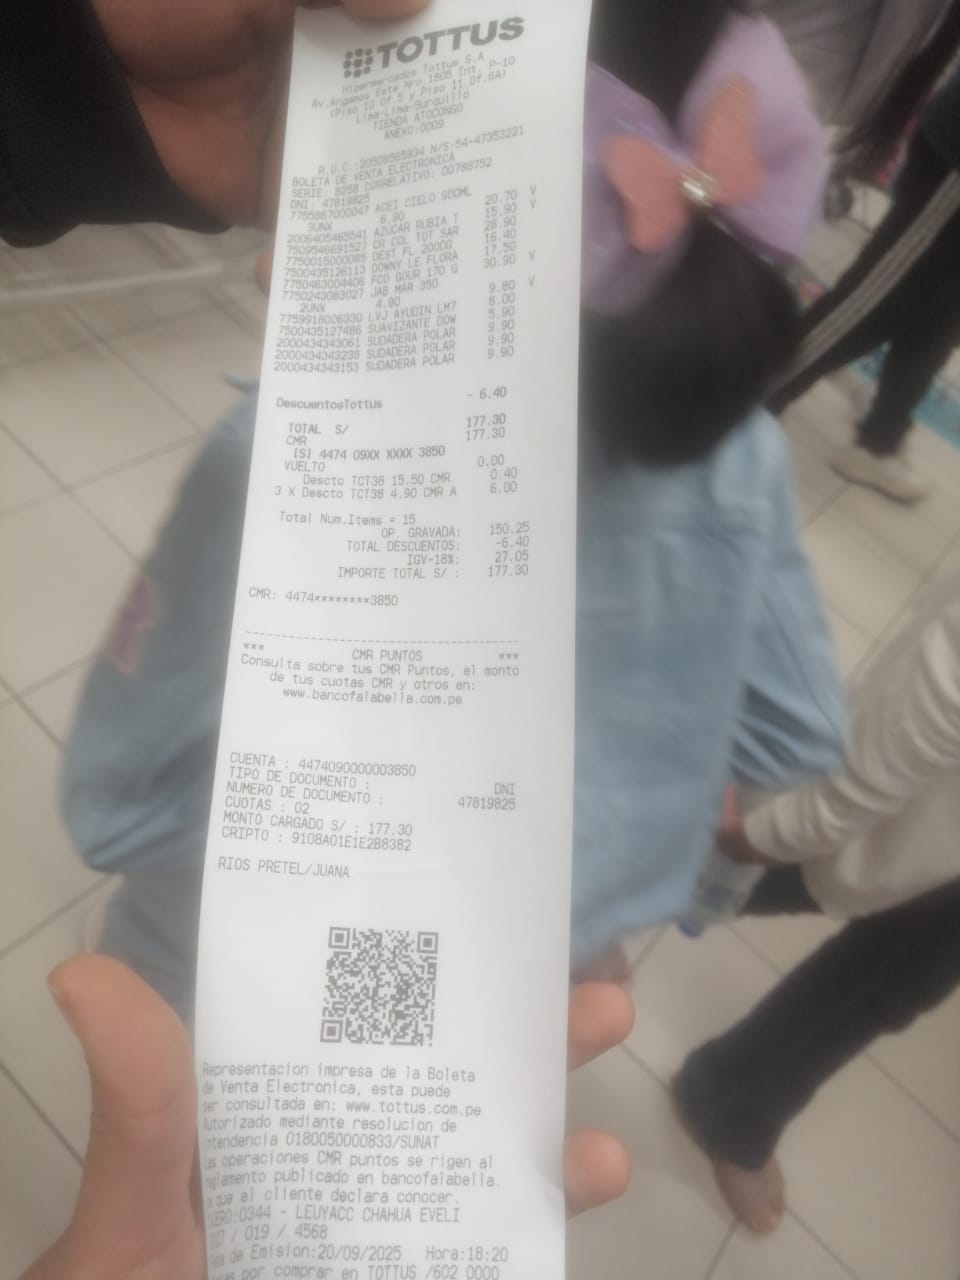 TOTTUS
Hipermercados Tottus S.A
Av.Angamos Este Nro.1805 Int. P-10
(Piso 10 Of.5 y Piso 11 Of.6A)
Lima-Lima-Surquillo
TIENDA ATOCONGO
ANEXO:0009
R.U.C.:20508565934 N/S:54-47353221
BOLETA DE VENTA ELECTRONICA
SERIE: B258 CORRELATIVO: 00788752
DNI: 47819825
7755867000047 ACEI CIELO 900ML 20.70 V
3UNX 6.90
2006405465541 AZUCAR RUBIA T 15.90 V
7509546691527 CR COL TOT SAR 28.90
7750015000085 DEST PL 2000G 16.40
7500435126113 DOWNY LE FLORA 17.50
7750463004406 FCO GOUR 170 G 30.90 V
7750243083027 JAB MAR 350 9.80 V
2UNX 4.90
7759918006330 LVJ AYUDIN LM7 8.00
7500435127486 SUAVIZANTE DOW 5.90
2000434343061 SUDADERA POLAR 9.90
2000434343238 SUDADERA POLAR 9.90
2000434343153 SUDADERA POLAR 9.90
DescuentosTottus - 6.40
TOTAL S/ 177.30
CMR 177.30
[S] 4474 09XX XXXX 3850
VUELTO 0.00
Descto TCT38 15.50 CMR 0.40
3 X Descto TCT38 4.90 CMR A 6.00
Total Num.Items = 15
OP. GRAVADA: 150.25
TOTAL DESCUENTOS: -6.40
IGV-18%: 27.05
IMPORTE TOTAL S/ : 177.30
CMR: 4474********3850
*** CMR PUNTOS ***
Consulta sobre tus CMR Puntos, el monto
de tus cuotas CMR y otros en:
www.bancofalabella.com.pe
CUENTA : 4474090000003850
TIPO DE DOCUMENTO : DNI
NUMERO DE DOCUMENTO : 47819825
CUOTAS : 02
MONTO CARGADO S/ : 177.30
CRIPTO : 9108A01E1E2B8382
RIOS PRETEL/JUANA
Representacion impresa de la Boleta
de Venta Electronica, esta puede
ser consultada en: www.tottus.com.pe
Autorizado mediante resolucion de
intendencia 0180050000833/SUNAT
Las operaciones CMR puntos se rigen al
reglamento publicado en bancofalabella.
que el cliente declara conocer.
:0344 - LEUYACC CHAHUA EVELI
/ 019 / 4568
de Emision:20/09/2025 Hora:18:20
por comprar en TOTTUS /602 0000